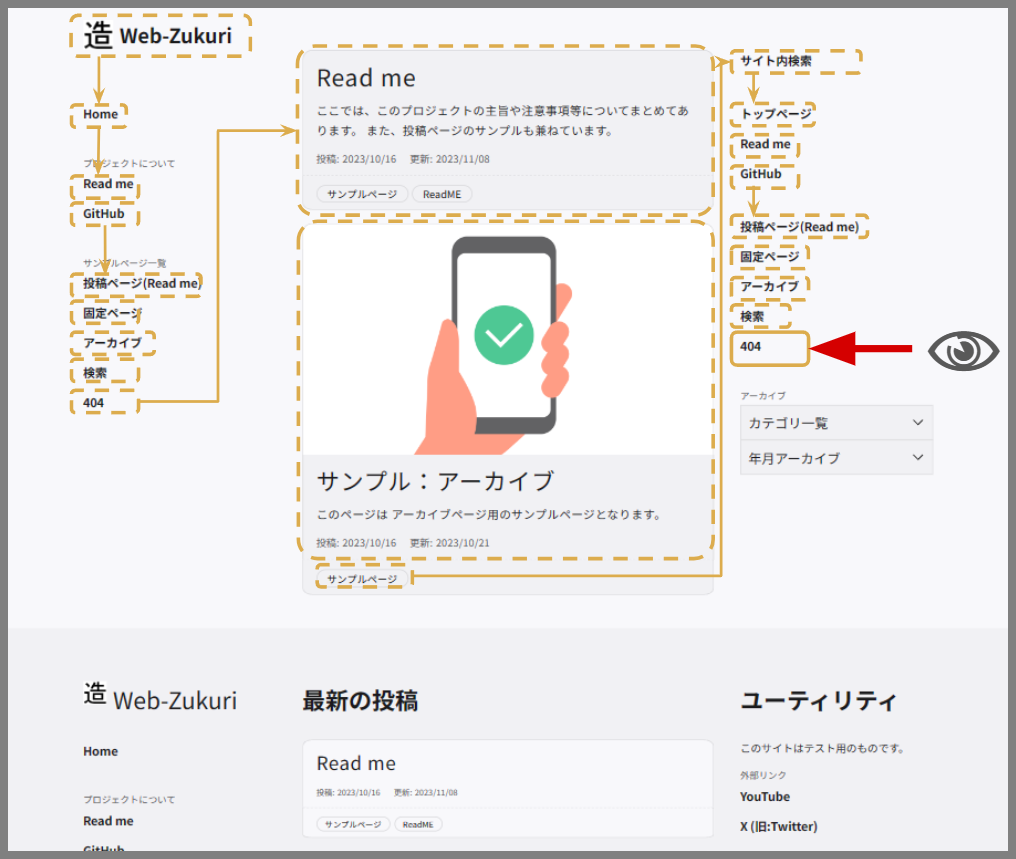 造 Web-Zukuri
Home
プロジェクトについて
Read me
GitHub
サンプルページ一覧
投稿ページ(Read me)
固定ページ
アーカイブ
検索
404
Read me
ここでは、このプロジェクトの主旨や注意事項等についてまとめてあ
ります。 また、投稿ページのサンプルも兼ねています。
投稿: 2023/10/16 更新: 2023/11/08
サンプルページ ReadME
サンプル：アーカイブ
このページは アーカイブページ用のサンプルページとなります。
投稿: 2023/10/16 更新: 2023/10/21
サンプルページ
サイト内検索
トップページ
Read me
GitHub
投稿ページ(Read me)
固定ページ
アーカイブ
検索
404
アーカイブ
カテゴリ一覧
年月アーカイブ
造 Web-Zukuri
Home
プロジェクトについて
Read me
GitHub
最新の投稿
Read me
投稿: 2023/10/16 更新: 2023/11/08
サンプルページ ReadME
ユーティリティ
このサイトはテスト用のものです。
外部リンク
YouTube
X (旧:Twitter)